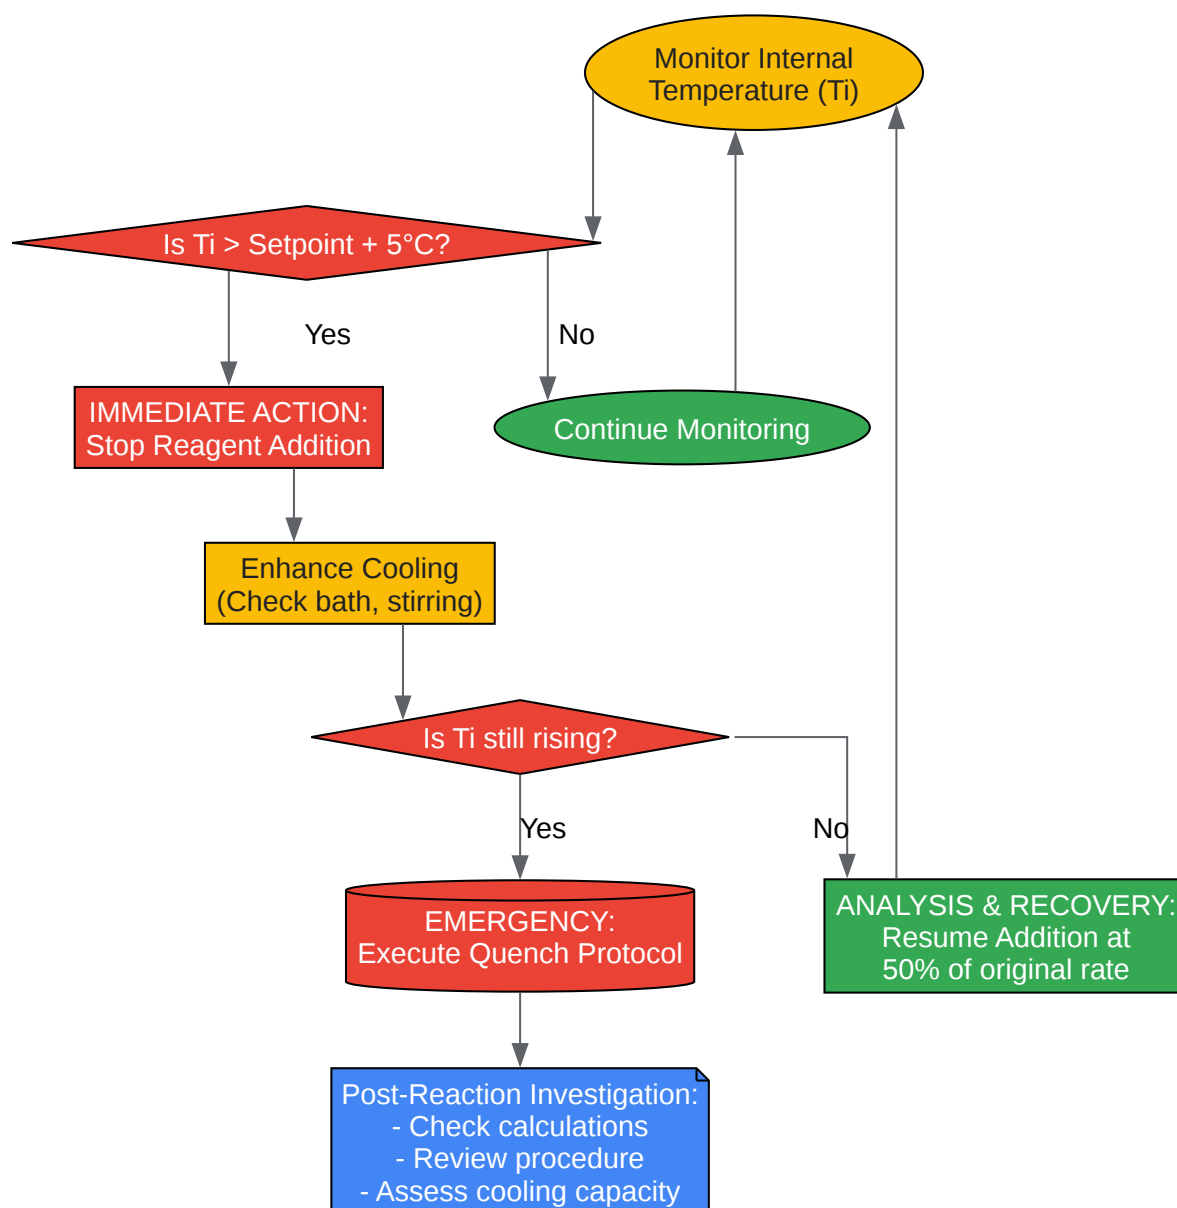 Monitor Internal
Temperature (Ti)
Is Ti > Setpoint + 5°C?
Yes
No
IMMEDIATE ACTION:
Stop Reagent Addition
Continue Monitoring
Enhance Cooling
(Check bath, stirring)
Is Ti still rising?
Yes
No
EMERGENCY:
Execute Quench Protocol
ANALYSIS & RECOVERY:
Resume Addition at
50% of original rate
Post-Reaction Investigation:
- Check calculations
- Review procedure
- Assess cooling capacity